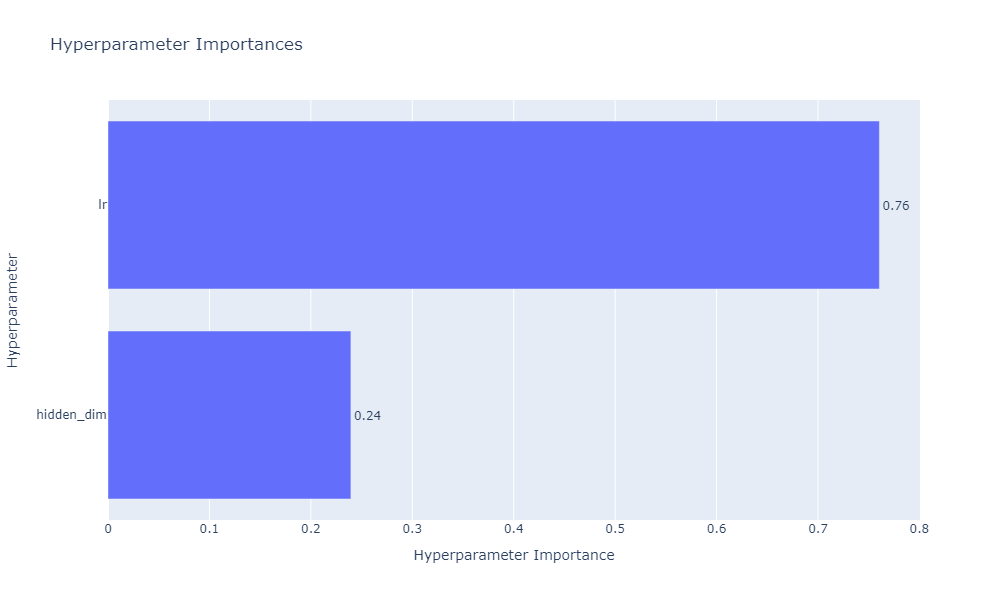 Hyperparameter Importances
Hyperparameter
lr
0.76
hidden_dim
0.24
0 0.1 0.2 0.3 0.4 0.5 0.6 0.7 0.8
Hyperparameter Importance